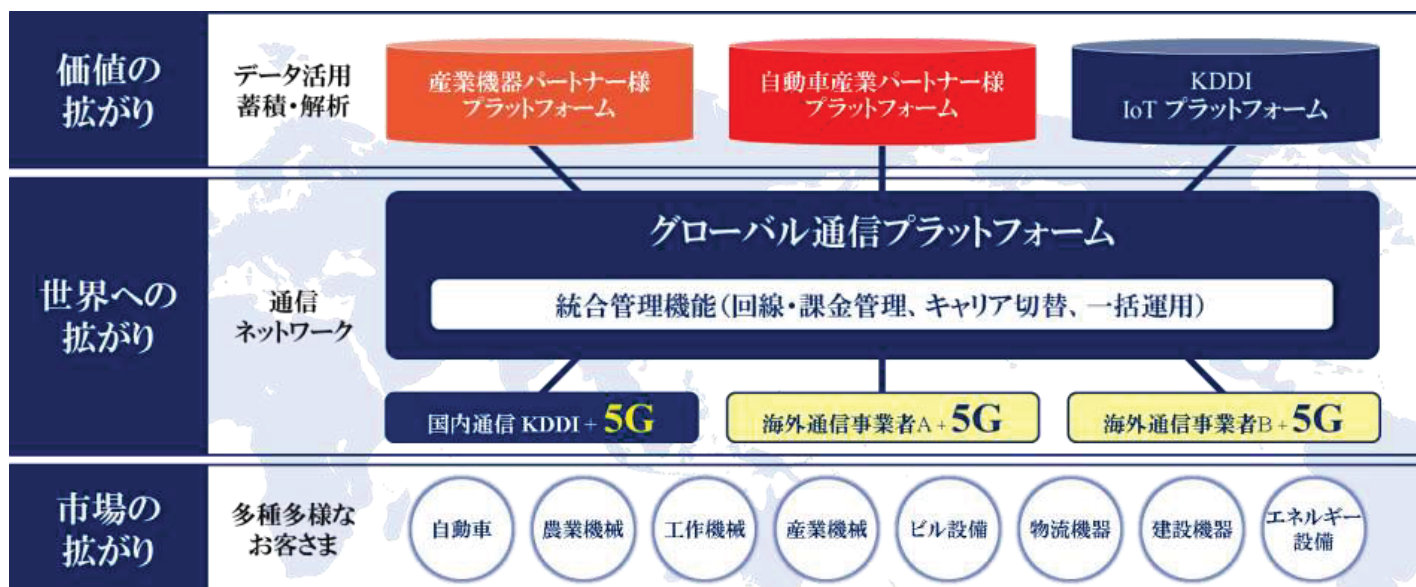 価値の
拡がり
データ活用
蓄積・解析
産業機器パートナー様
プラットフォーム
自動車産業パートナー様
プラットフォーム
KDDI
IoT プラットフォーム
世界への
拡がり
通信
ネットワーク
グローバル通信プラットフォーム
統合管理機能（回線・課金管理、キャリア切替、一括運用）
国内通信 KDDI + 5G
海外通信事業者A + 5G
海外通信事業者B + 5G
市場の
拡がり
多種多様な
お客さま
自動車
農業機械
工作機械
産業機械
ビル設備
物流機器
建設機器
エネルギー
設備